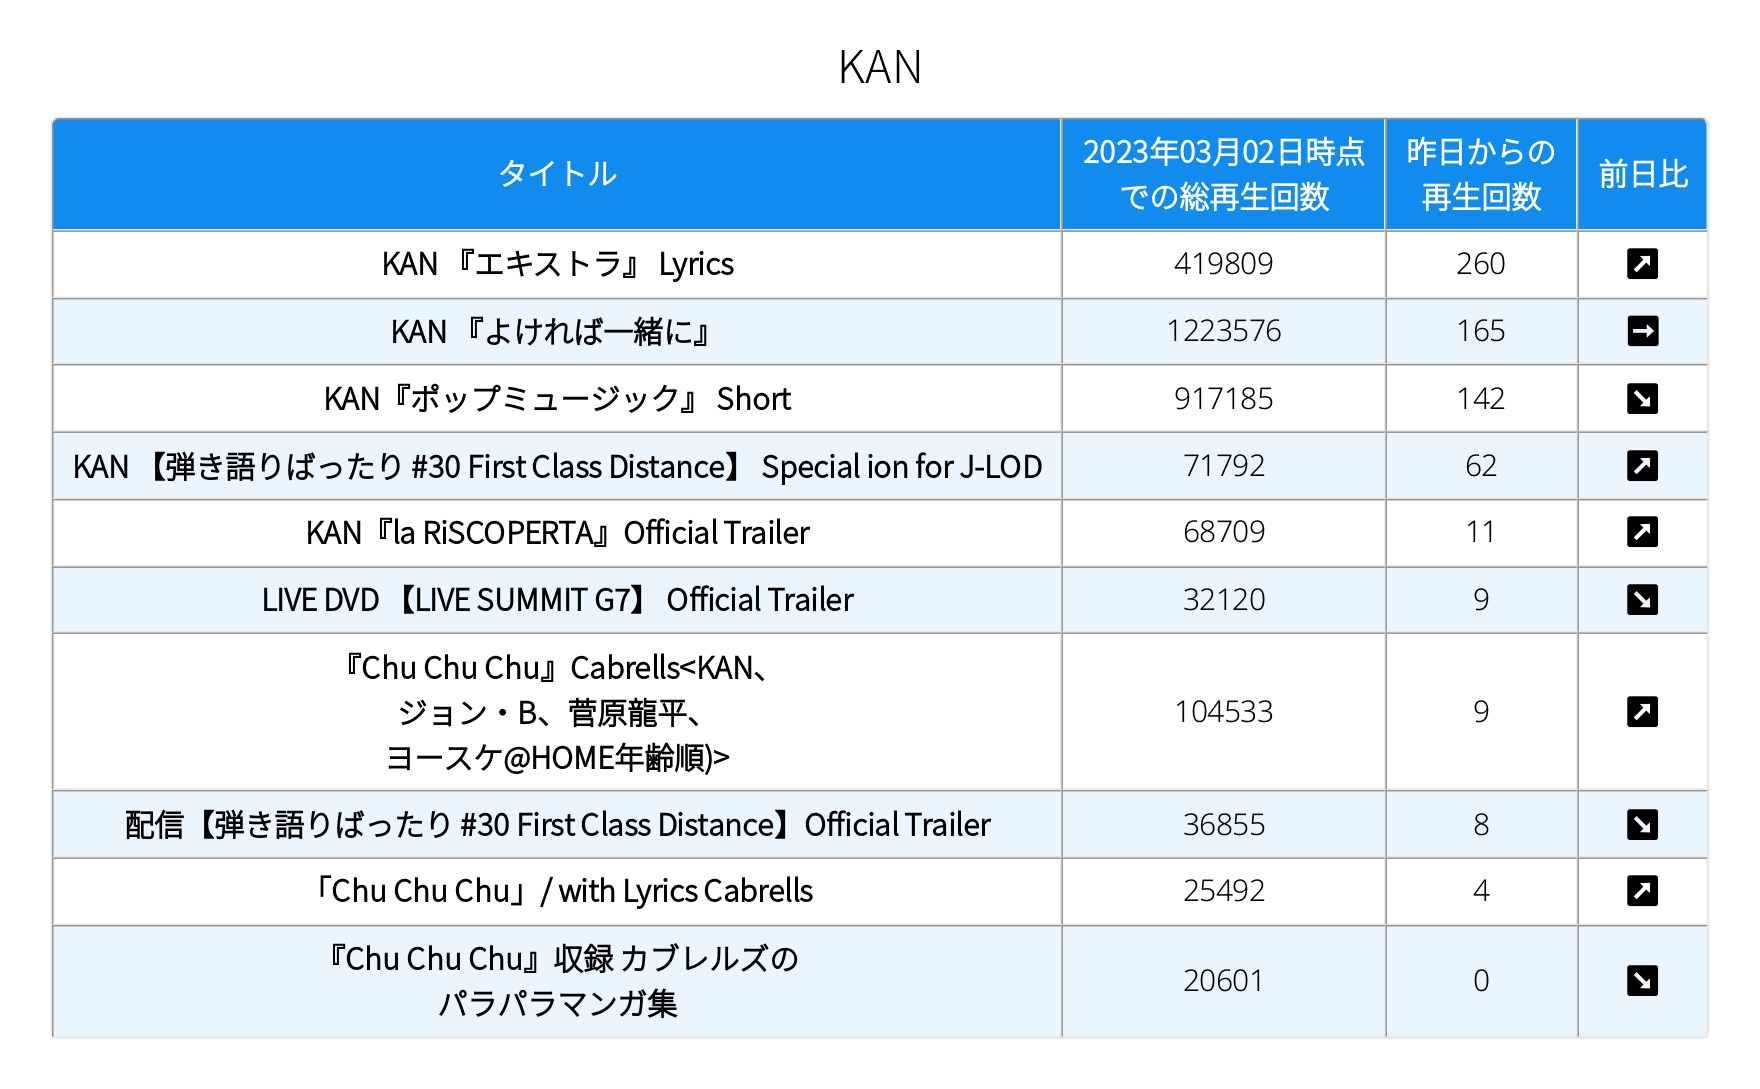 KAN
タイトル
2023年03月02日時点
での総再生回数
昨日からの
再生回数
前日比
KAN 『エキストラ』 Lyrics 419809 260
KAN 『よければ一緒に』 1223576 165
KAN『ポップミュージック』 Short 917185 142
KAN 【弾き語りばったり #30 First Class Distance】 Special ion for J-LOD 71792 62
KAN『la RiSCOPERTA』Official Trailer 68709 11
LIVE DVD 【LIVE SUMMIT G7】 Official Trailer 32120 9
『Chu Chu Chu』Cabrells<KAN、
ジョン・B、菅原龍平、
ヨースケ@HOME年齢順)>
104533 9
配信【弾き語りばったり #30 First Class Distance】Official Trailer 36855 8
「Chu Chu Chu」/ with Lyrics Cabrells 25492 4
『Chu Chu Chu』収録 カブレルズの
パラパラマンガ集
20601 0